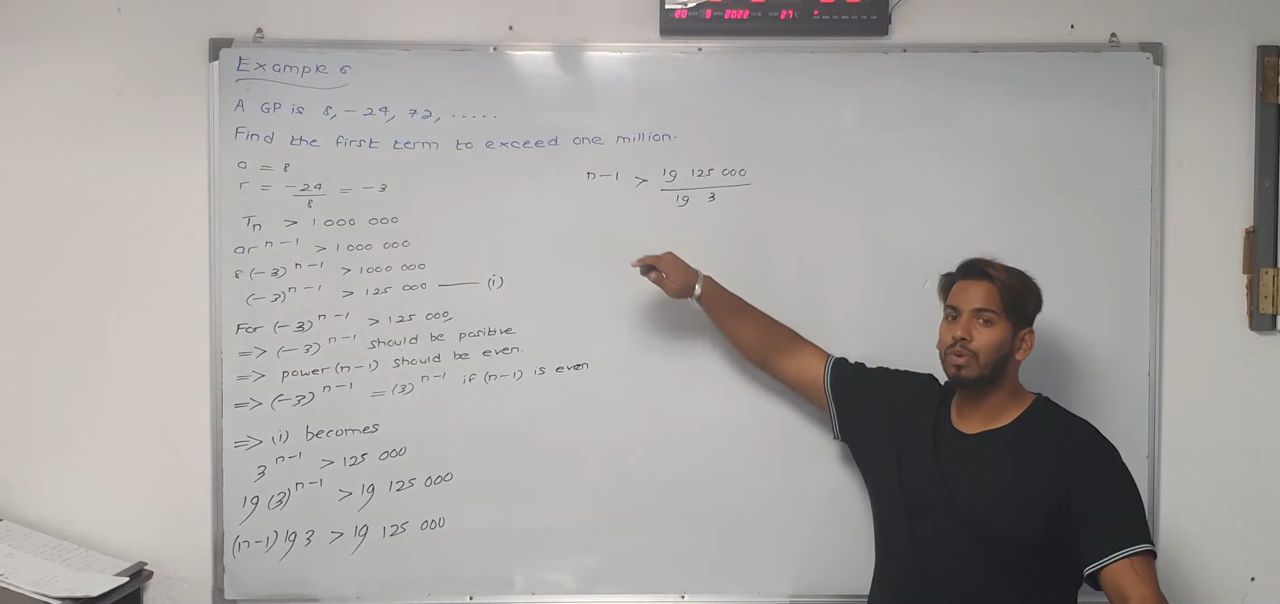 20 0 2022 27
Example 6
A GP is 8, -24, 72, .....
Find the first term to exceed one million.
a = 8
r = -24/8 = -3
Tn > 1 000 000
ar^n-1 > 1 000 000
8(-3)^n-1 > 1000 000
(-3)^n-1 > 125 000 —— (i)
For (-3)^n-1 > 125 000,
=> (-3)^n-1 should be positive
=> power (n-1) should be even.
=> (-3)^n-1 = (3)^n-1 if (n-1) is even
=> (i) becomes
3^n-1 > 125 000
lg (3)^n-1 > lg 125 000
(n-1) lg 3 > lg 125 000
n-1 > lg 125 000 / lg 3